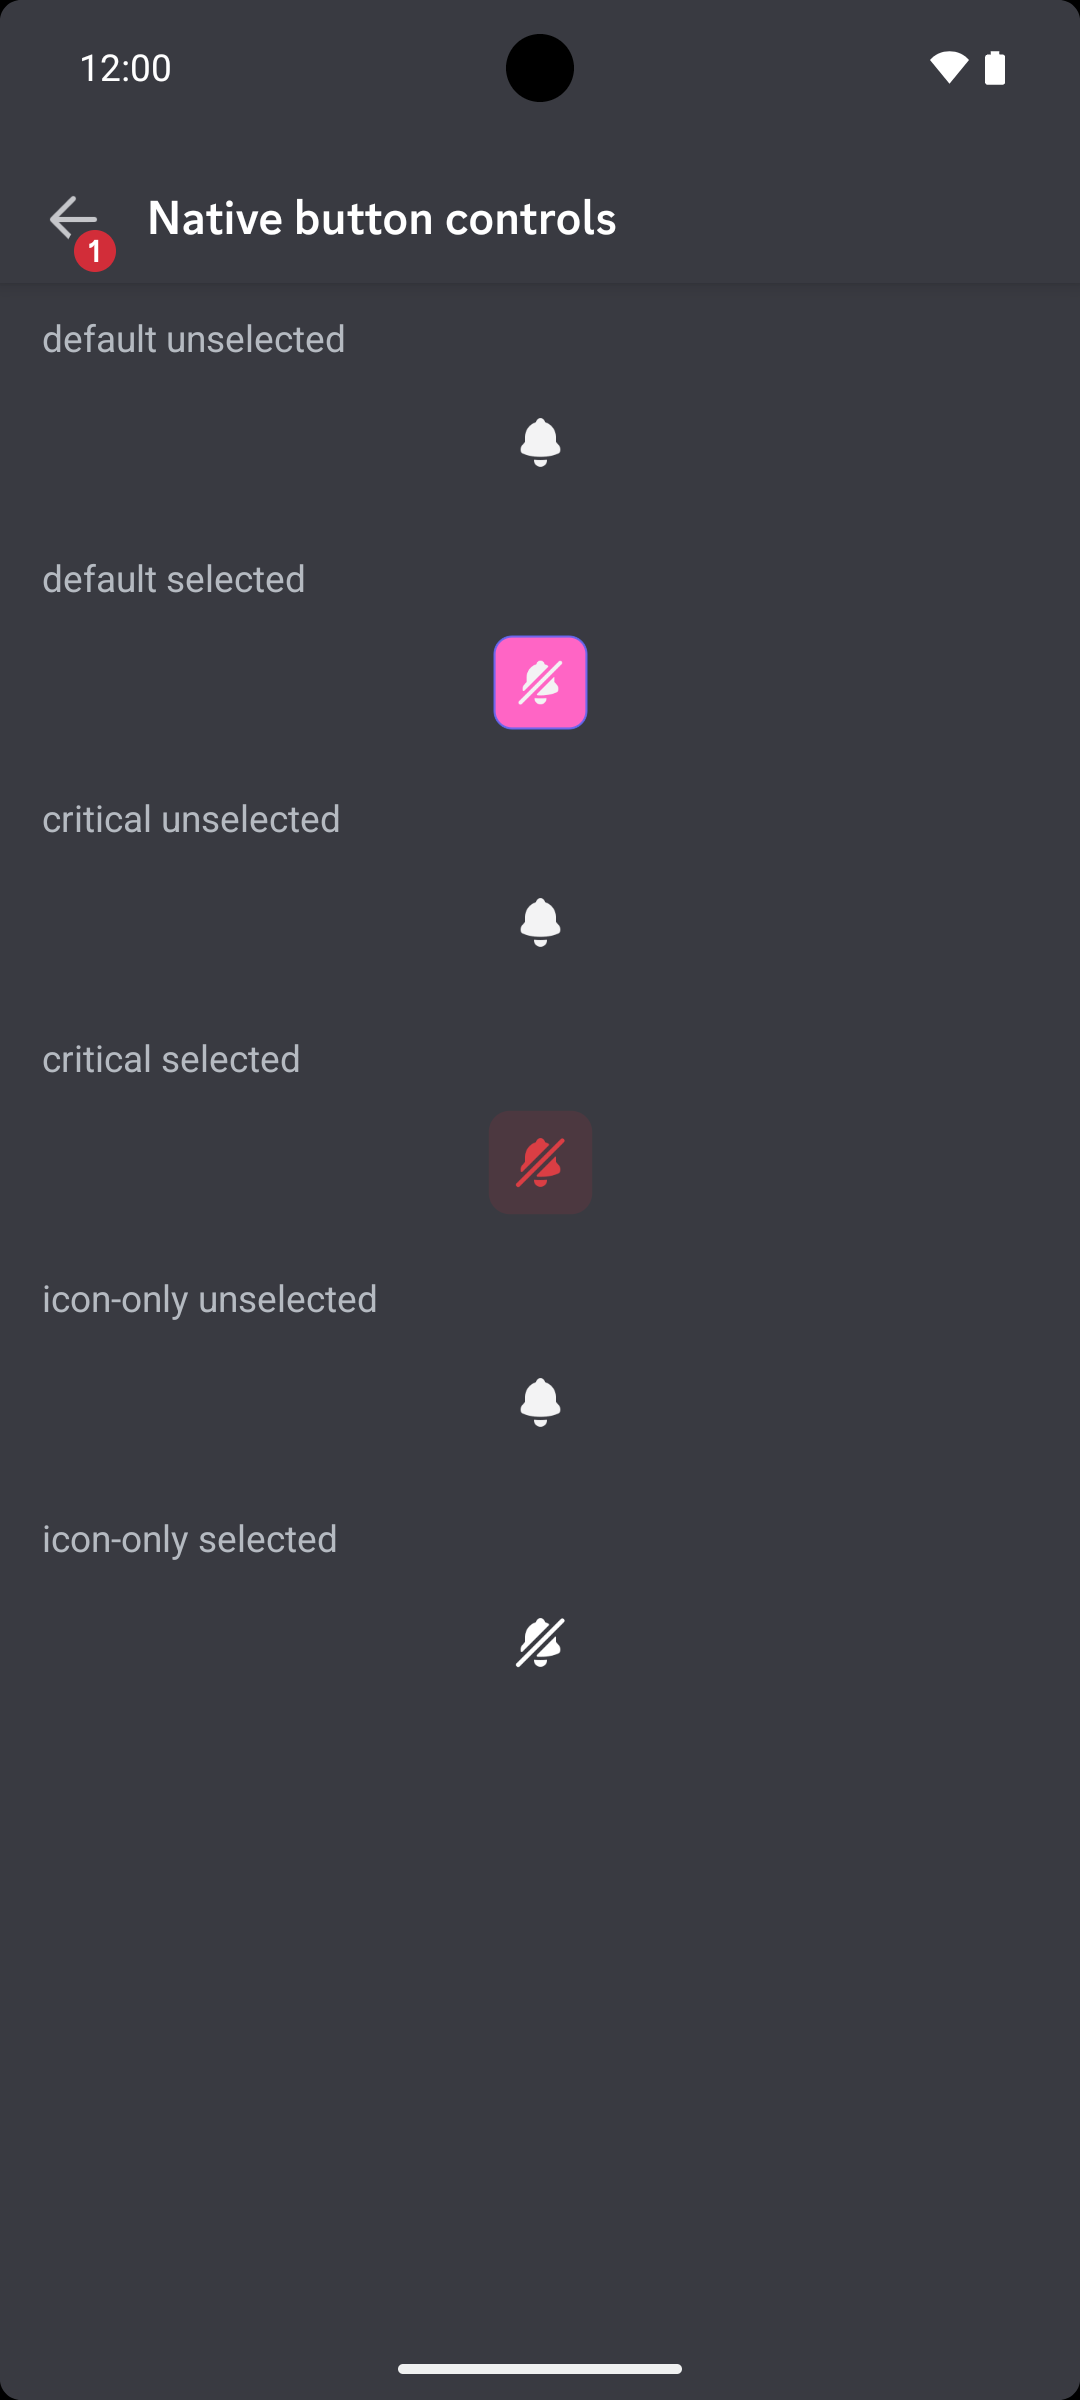 12:00
Native button controls
1
default unselected
default selected
critical unselected
critical selected
icon-only unselected
icon-only selected